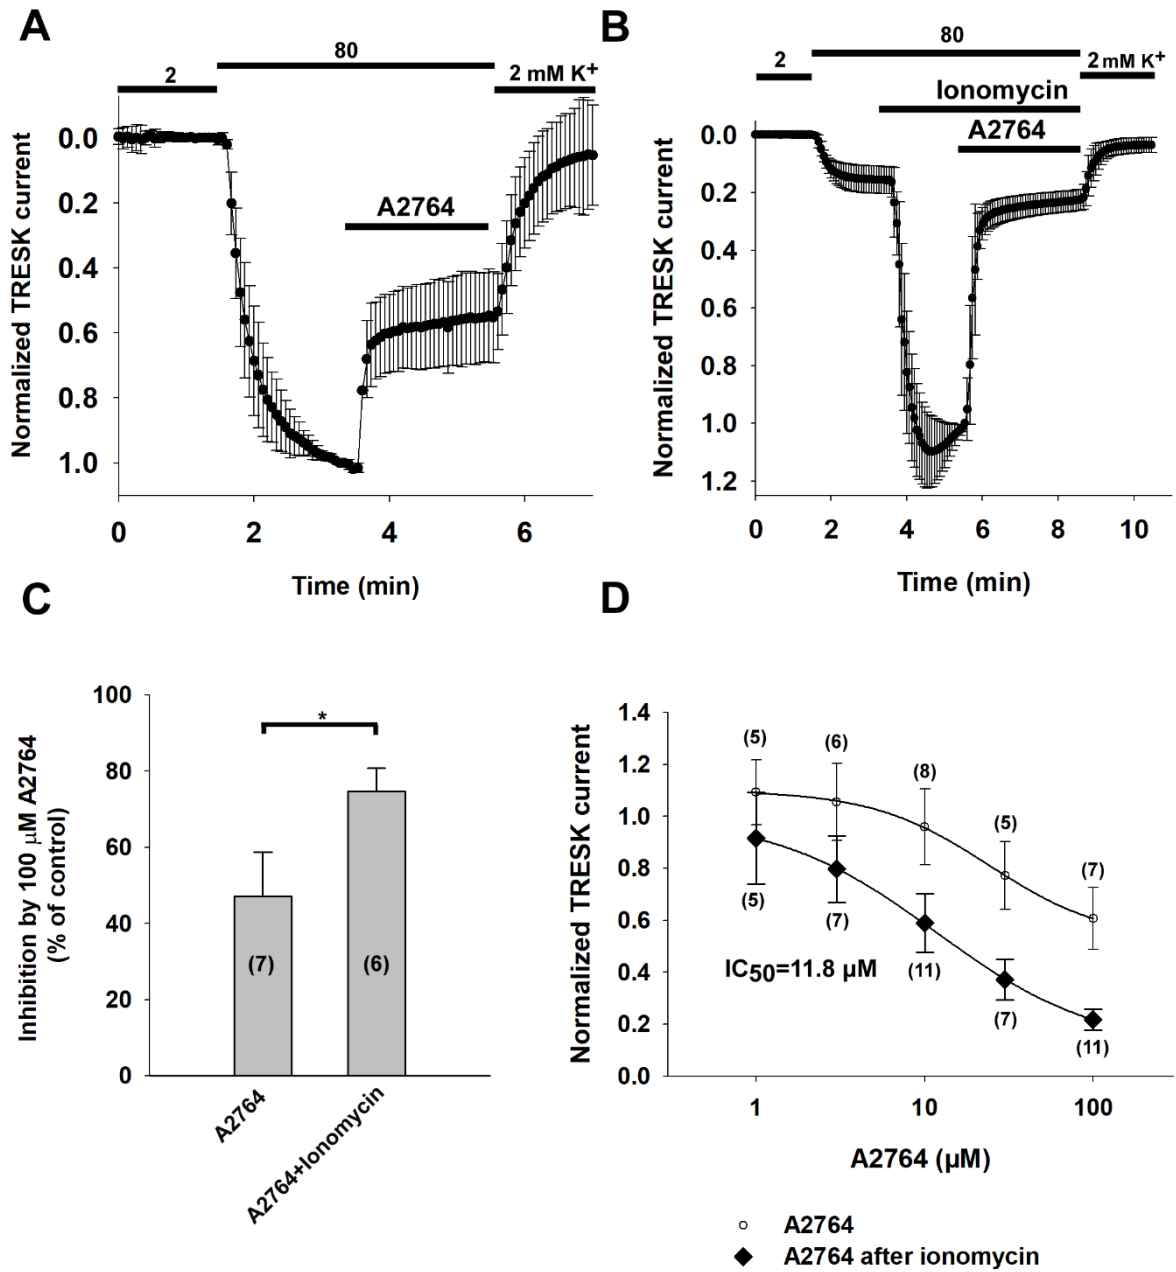 A
2
80
2 mM K+
0.0
0.2
0.4
0.6
0.8
1.0
Normalized TRESK current
A2764
0
2
4
6
Time (min)
B
2
80
2 mM K+
Ionomycin
A2764
0.0
0.2
0.4
0.6
0.8
1.0
1.2
Normalized TRESK current
0
2
4
6
8
10
Time (min)
C
100
80
60
40
20
0
Inhibition by 100 μM A2764
(% of control)
*
(7)
(6)
A2764
A2764+Ionomycin
D
1.4
1.2
1.0
0.8
0.6
0.4
0.2
0.0
Normalized TRESK current
(5)
(6)
(8)
(5)
(7)
(5)
(7)
(11)
(7)
(11)
IC50=11.8 μM
1
10
100
A2764 (μM)
A2764
A2764 after ionomycin